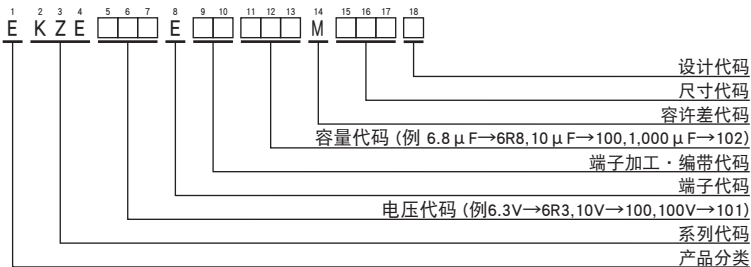 1 2 3 4 5 6 7 8 9 10 11 12 13 14 15 16 17 18
E K Z E E M
设计代码
尺寸代码
容许差代码
容量代码 (例 6.8μF→6R8,10μF→100,1,000μF→102)
端子加工・编带代码
端子代码
电压代码 (例6.3V→6R3,10V→100,100V→101)
系列代码
产品分类